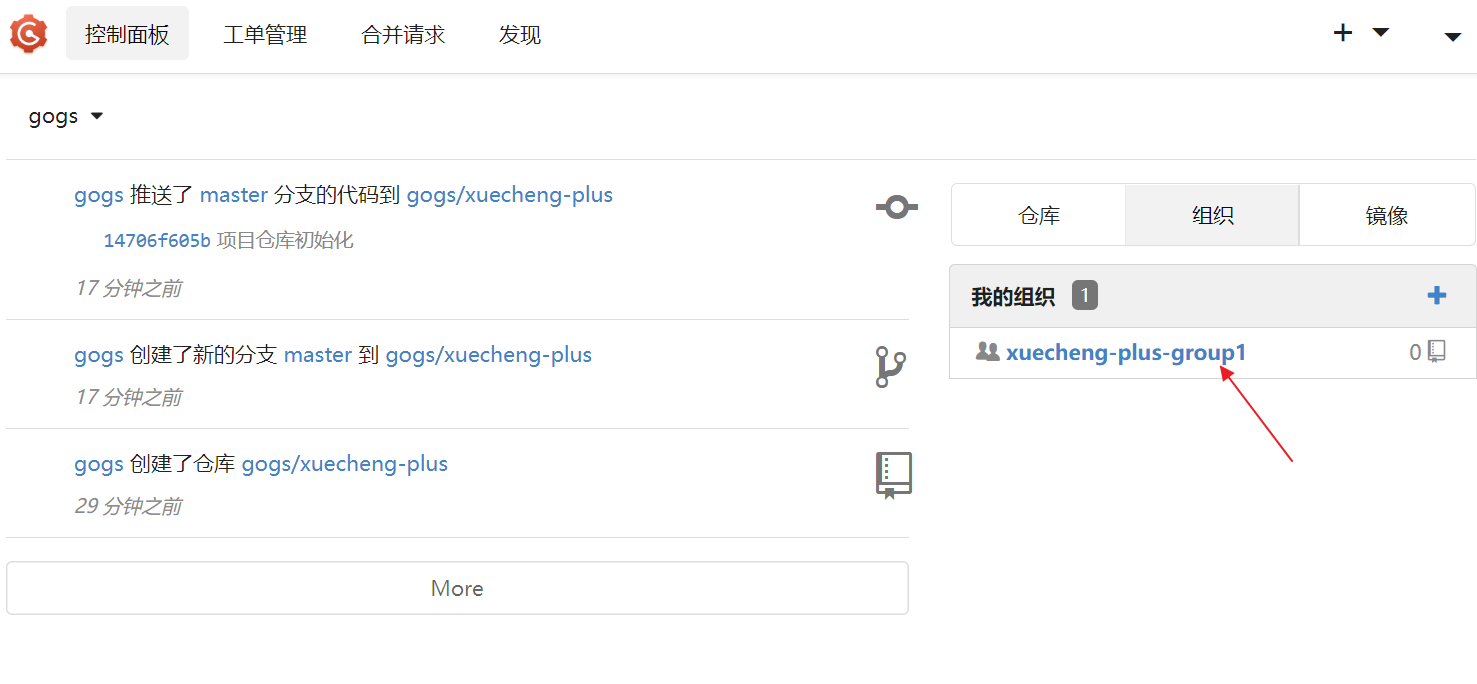 控制面板 工单管理 合并请求 发现
gogs
gogs 推送了 master 分支的代码到 gogs/xuecheng-plus
14706f605b 项目仓库初始化
17 分钟之前
gogs 创建了新的分支 master 到 gogs/xuecheng-plus
17 分钟之前
gogs 创建了仓库 gogs/xuecheng-plus
29 分钟之前
More
仓库 组织 镜像
我的组织 1
xuecheng-plus-group1 0